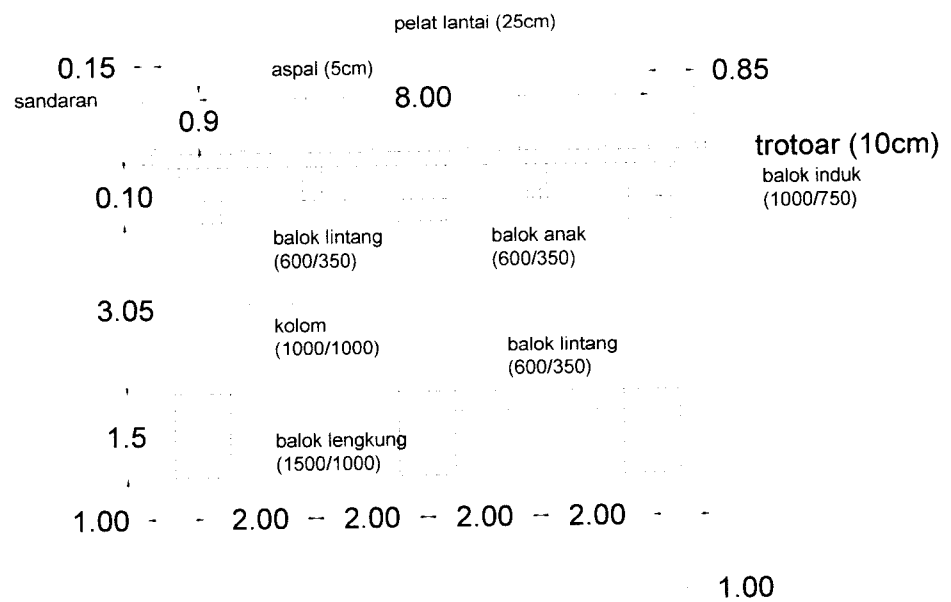 pelat lantai (25cm)
0.15
aspal (5cm)
0.85
sandaran
8.00
0.9
trotoar (10cm)
balok induk
(1000/750)
0.10
balok lintang
(600/350)
balok anak
(600/350)
3.05
kolom
(1000/1000)
balok lintang
(600/350)
1.5
balok lengkung
(1500/1000)
1.00
2.00
2.00
2.00
2.00
1.00